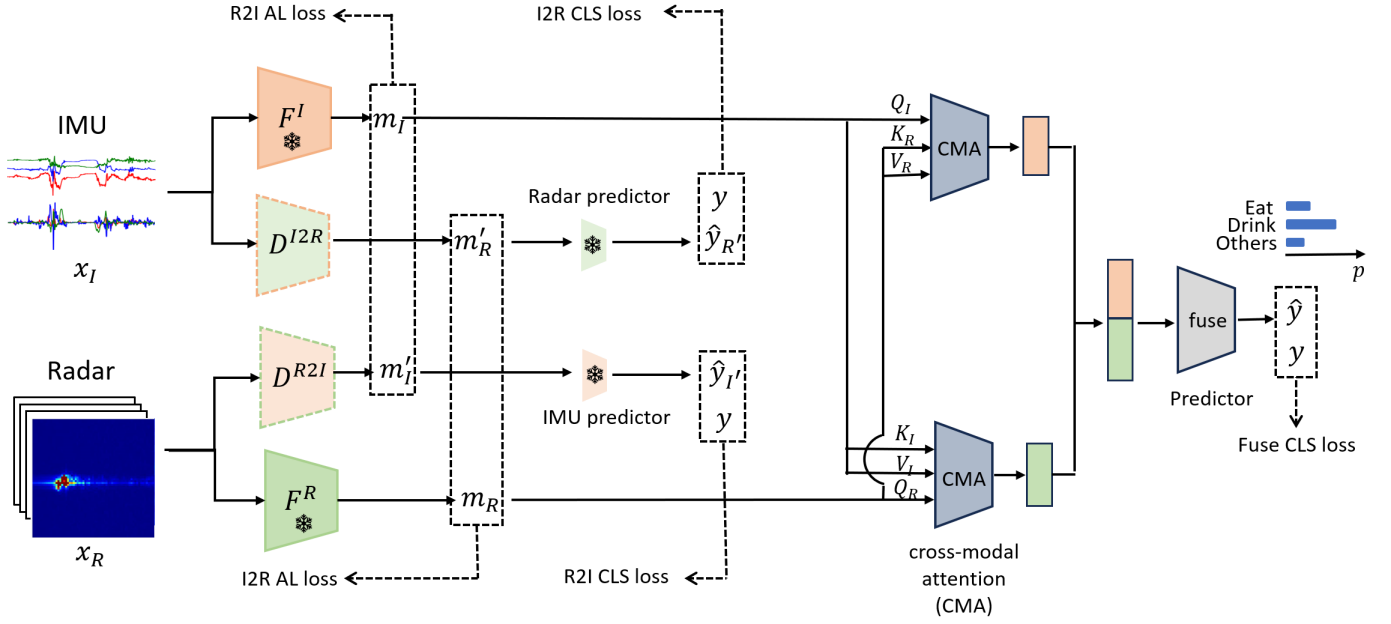 R2I AL loss
I2R CLS loss
IMU
x_I
F^I
m_I
D^{I2R}
m'_R
Radar predictor
y
ŷ_{R'}
Q_I
K_R
V_R
CMA
Eat
Drink
Others
p
fuse
Predictor
ŷ
y
Fuse CLS loss
Radar
x_R
D^{R2I}
m'_I
IMU predictor
ŷ_{I'}
y
F^R
m_R
K_I
V_I
Q_R
CMA
cross-modal
attention
(CMA)
I2R AL loss
R2I CLS loss